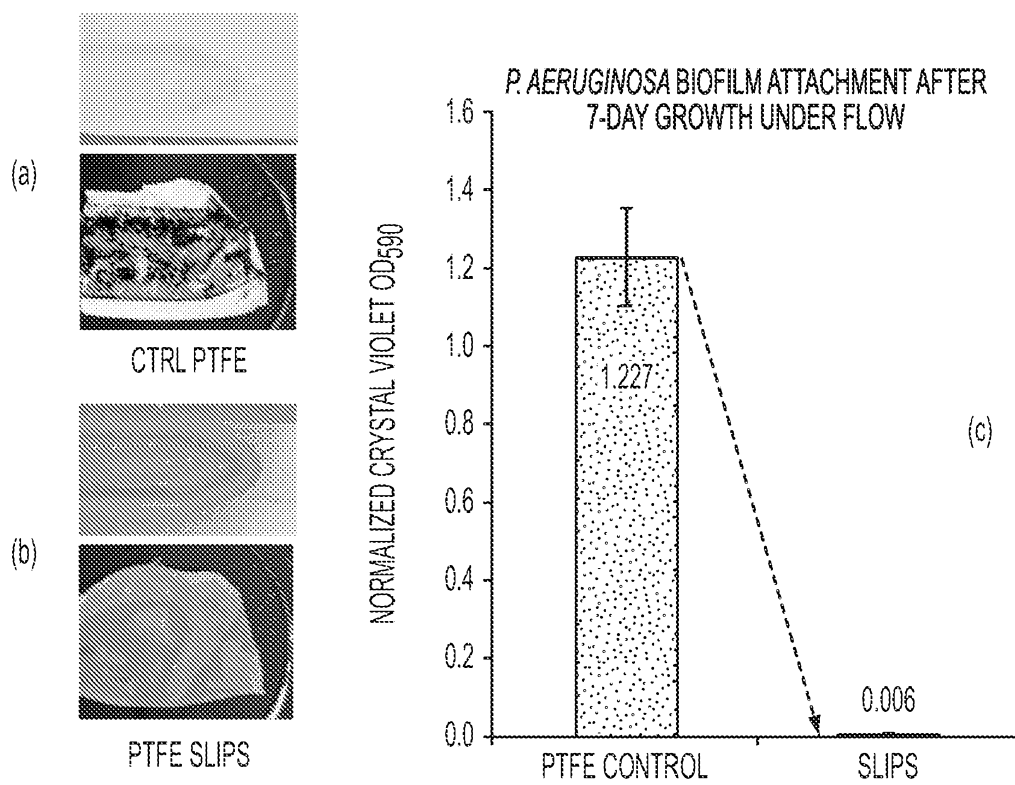 (a)
CTRL PTFE
(b)
PTFE SLIPS
P. AERUGINOSA BIOFILM ATTACHMENT AFTER
7-DAY GROWTH UNDER FLOW
NORMALIZED CRYSTAL VIOLET OD590
1.6
1.4
1.2
1.0
0.8
0.6
0.4
0.2
0.0
1.227
0.006
(c)
PTFE CONTROL
SLIPS